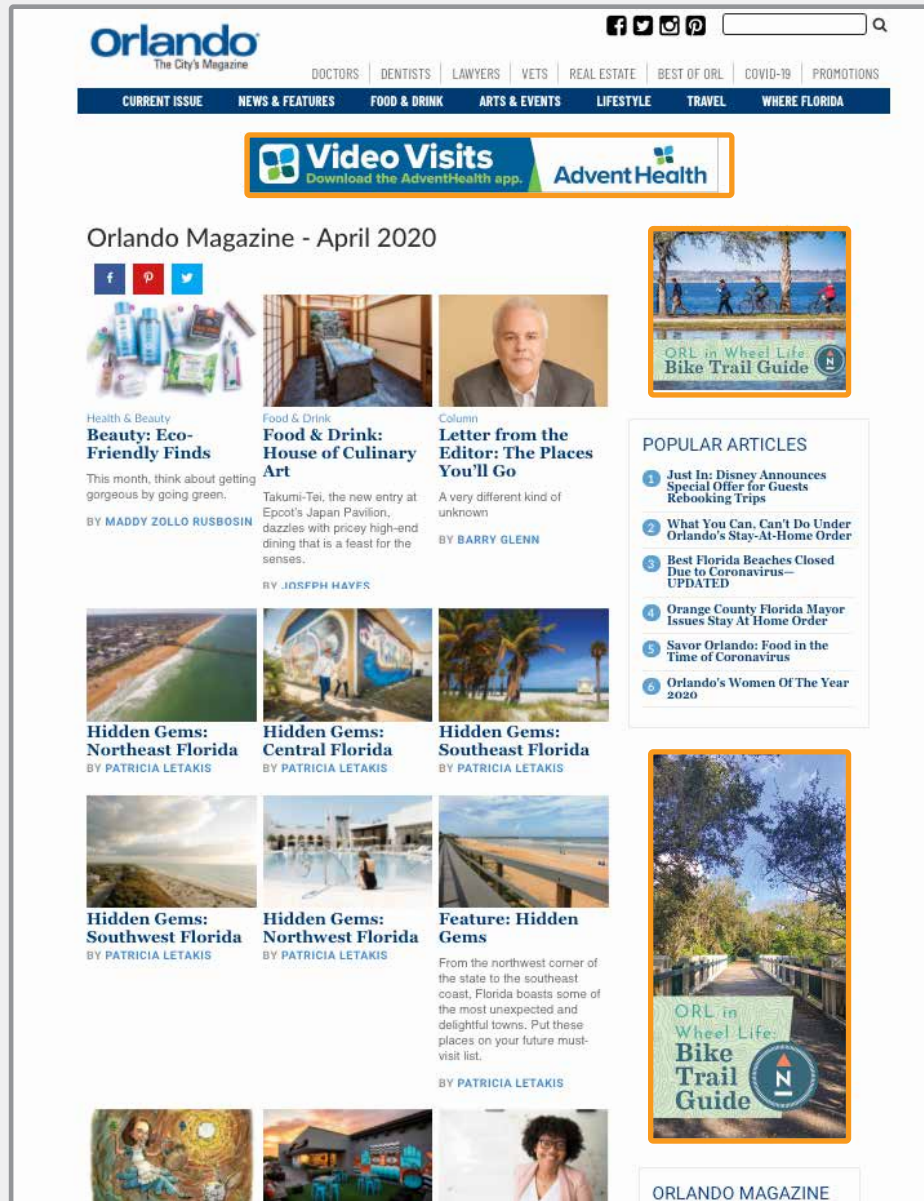 Orlando
The City's Magazine
DOCTORS DENTISTS LAWYERS VETS REAL ESTATE BEST OF ORL COVID-19 PROMOTIONS
CURRENT ISSUE NEWS & FEATURES FOOD & DRINK ARTS & EVENTS LIFESTYLE TRAVEL WHERE FLORIDA
Video Visits
Download the AdventHealth app.
AdventHealth
Orlando Magazine - April 2020
Health & Beauty
Beauty: Eco-
Friendly Finds
This month, think about getting
gorgeous by going green.
BY MADDY ZOLLO RUSBOSIN
Food & Drink
Food & Drink:
House of Culinary
Art
Takumi-Tei, the new entry at
Epcot's Japan Pavilion,
dazzles with pricey high-end
dining that is a feast for the
senses.
BY JOSEPH HAYES
Column
Letter from the
Editor: The Places
You'll Go
A very different kind of
unknown
BY BARRY GLENN
Hidden Gems:
Northeast Florida
BY PATRICIA LETAKIS
Hidden Gems:
Central Florida
BY PATRICIA LETAKIS
Hidden Gems:
Southeast Florida
BY PATRICIA LETAKIS
Hidden Gems:
Southwest Florida
BY PATRICIA LETAKIS
Hidden Gems:
Northwest Florida
BY PATRICIA LETAKIS
Feature: Hidden
Gems
From the northwest corner of
the state to the southeast
coast, Florida boasts some of
the most unexpected and
delightful towns. Put these
places on your future must-
visit list.
BY PATRICIA LETAKIS
ORL in Wheel Life
Bike Trail Guide
N
POPULAR ARTICLES
1 Just In: Disney Announces
Special Offer for Guests
Rebooking Trips
2 What You Can, Can't Do Under
Orlando's Stay-At-Home Order
3 Best Florida Beaches Closed
Due to Coronavirus—
UPDATED
4 Orange County Florida Mayor
Issues Stay At Home Order
5 Savor Orlando: Food in the
Time of Coronavirus
6 Orlando's Women Of The Year
2020
ORL in
Wheel Life:
Bike
Trail
Guide
N
ORLANDO MAGAZINE